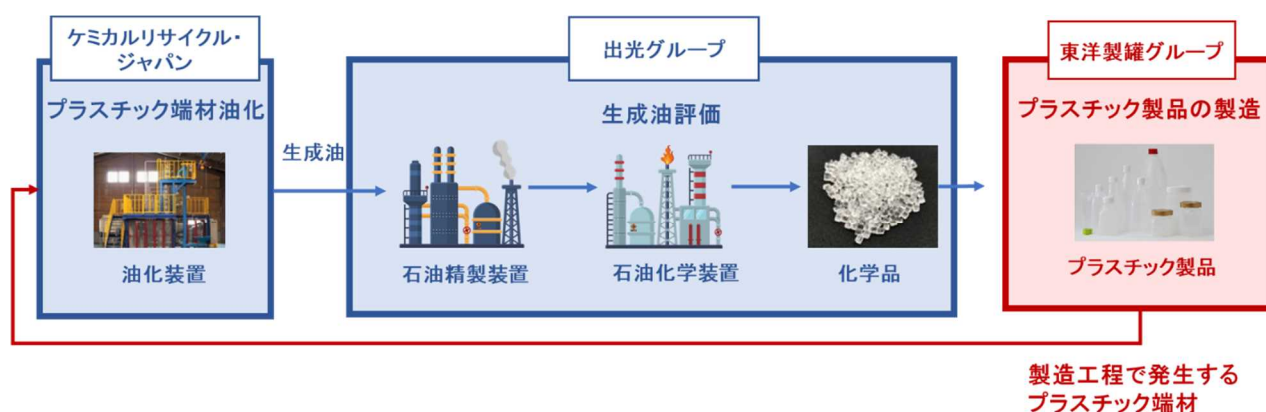 ケミカルリサイクル・
ジャパン
プラスチック端材油化
油化装置
生成油
出光グループ
生成油評価
石油精製装置
石油化学装置
化学品
東洋製罐グループ
プラスチック製品の製造
プラスチック製品
製造工程で発生する
プラスチック端材